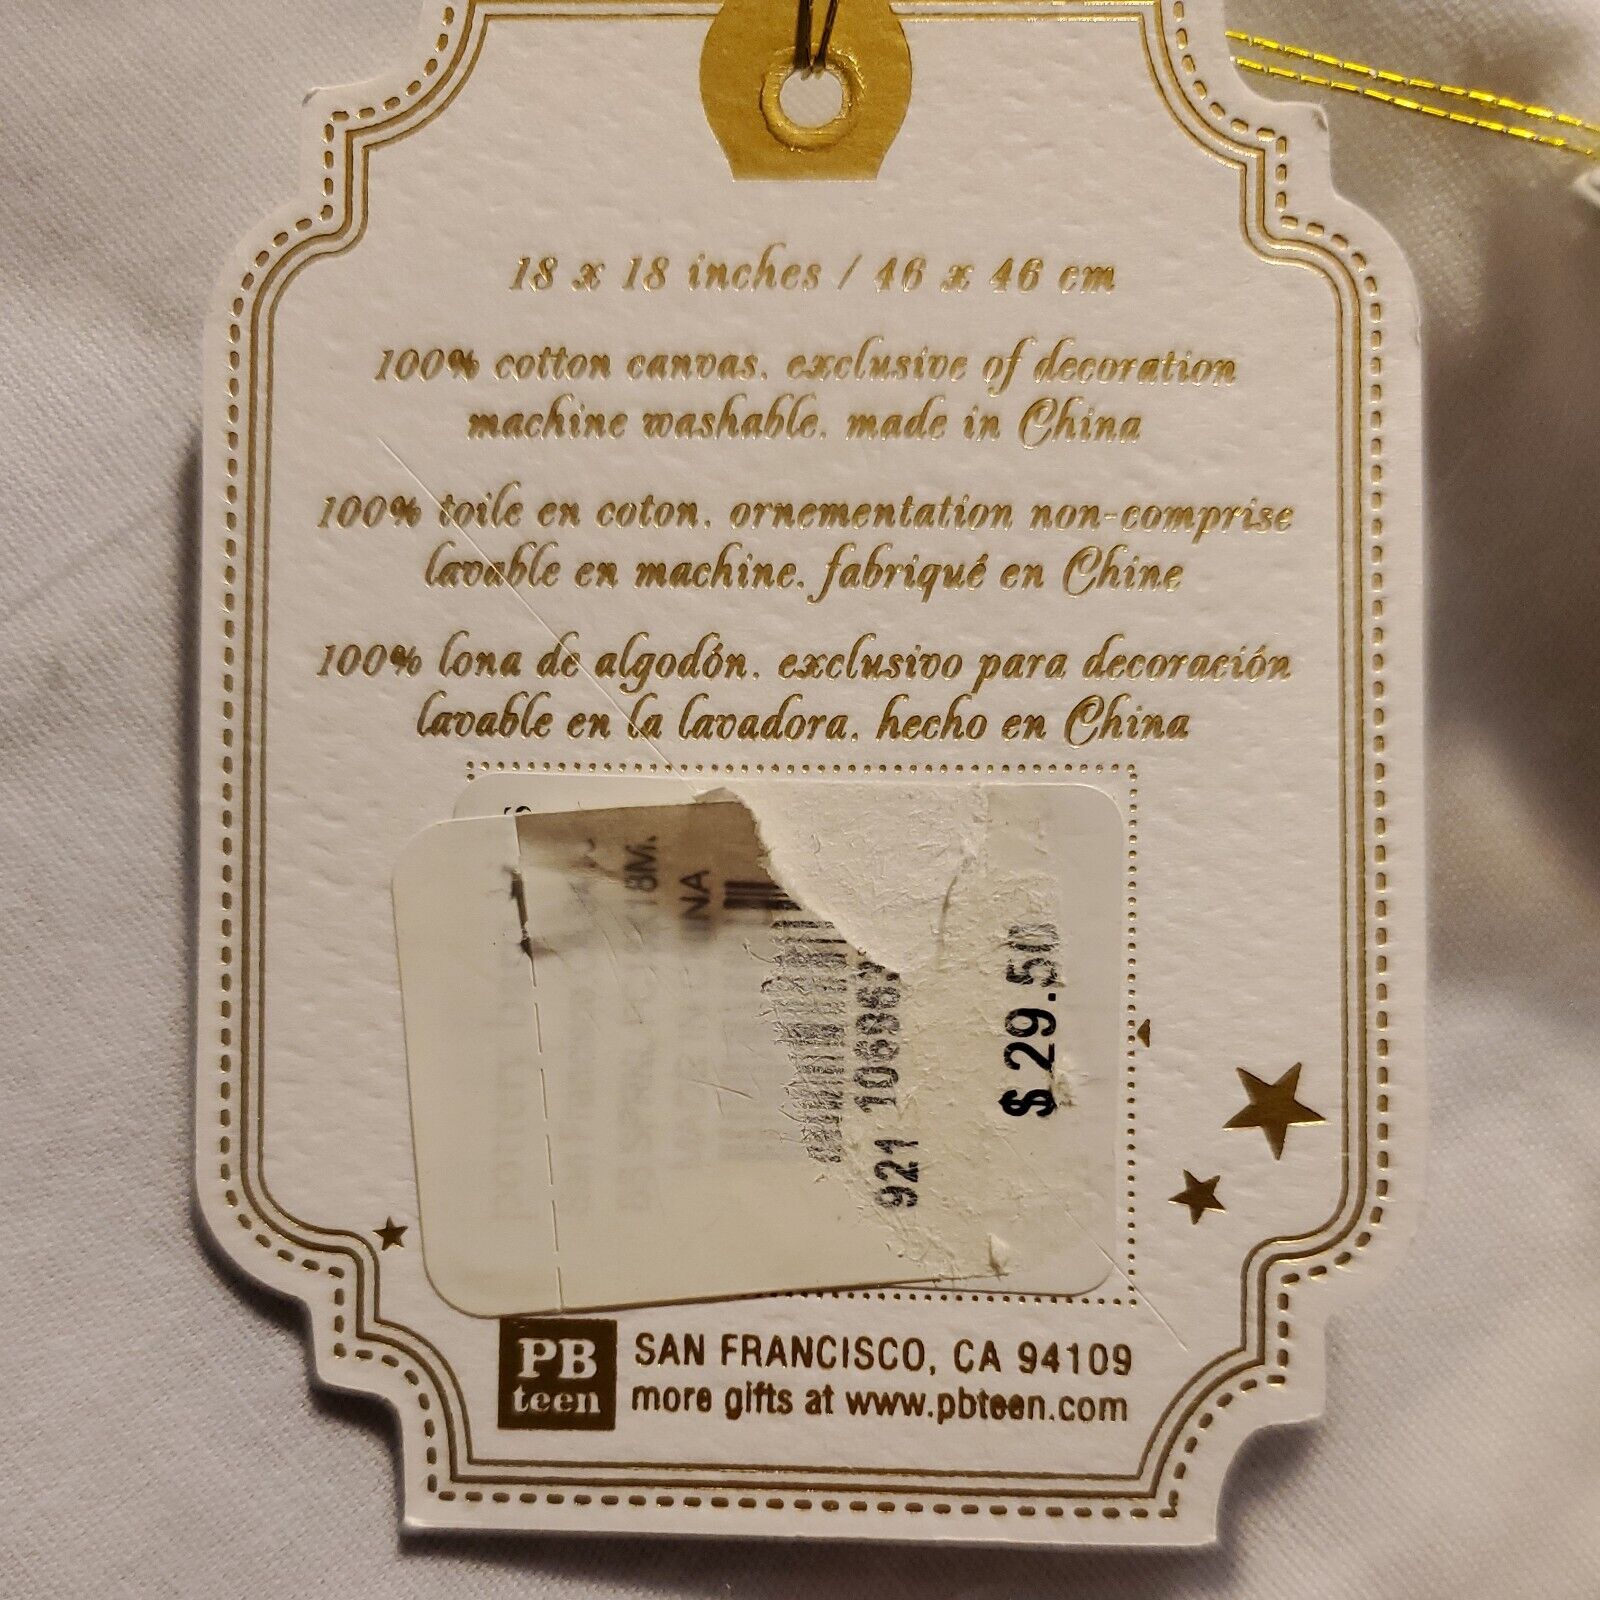 18 x 18 inches / 46 x 46 cm
100% cotton canvas, exclusive of decoration
machine washable, made in China
100% toile en coton, ornementation non-comprise
lavable en machine, fabriqué en Chine
100% lona de algodón, exclusivo para decoración
lavable en la lavadora, hecho en China
18M.
INA
921
$29.50
PB
teen
SAN FRANCISCO, CA 94109
more gifts at www.pbteen.com